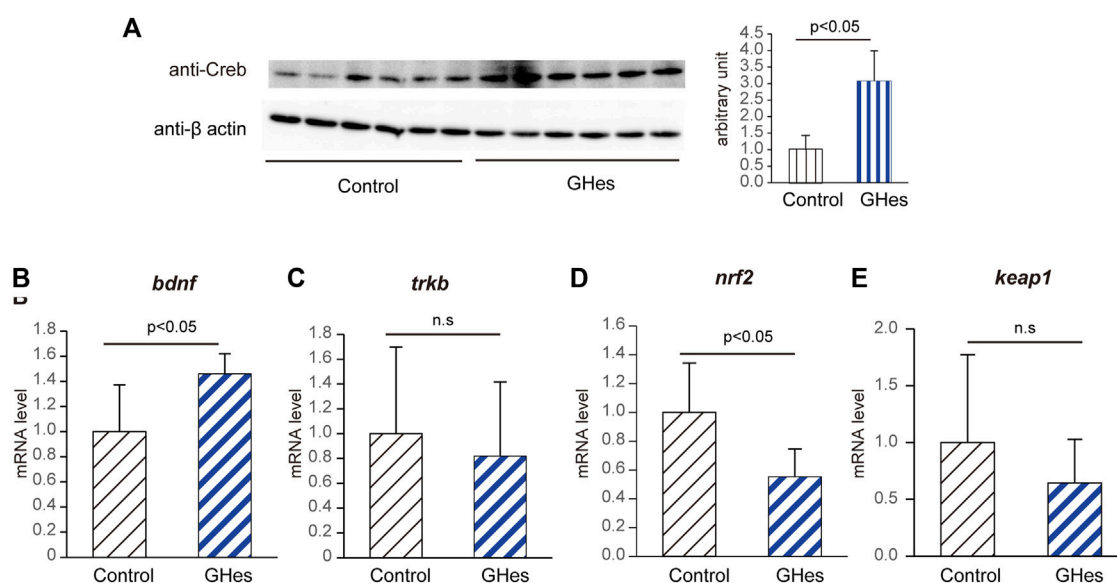 A
anti-Creb
anti-β actin
Control
GHes
p<0.05
arbitrary unit
4.5
4.0
3.5
3.0
2.5
2.0
1.5
1.0
0.5
0.0
Control
GHes
B
bdnf
p<0.05
mRNA level
1.8
1.6
1.4
1.2
1.0
0.8
0.6
0.4
0.2
0
Control
GHes
C
trkb
n.s
mRNA level
1.8
1.6
1.4
1.2
1.0
0.8
0.6
0.4
0.2
0
Control
GHes
D
nrf2
p<0.05
mRNA level
1.6
1.4
1.2
1.0
0.8
0.6
0.4
0.2
0.0
Control
GHes
E
keap1
n.s
mRNA level
2.0
1.5
1.0
0.5
0.0
Control
GHes